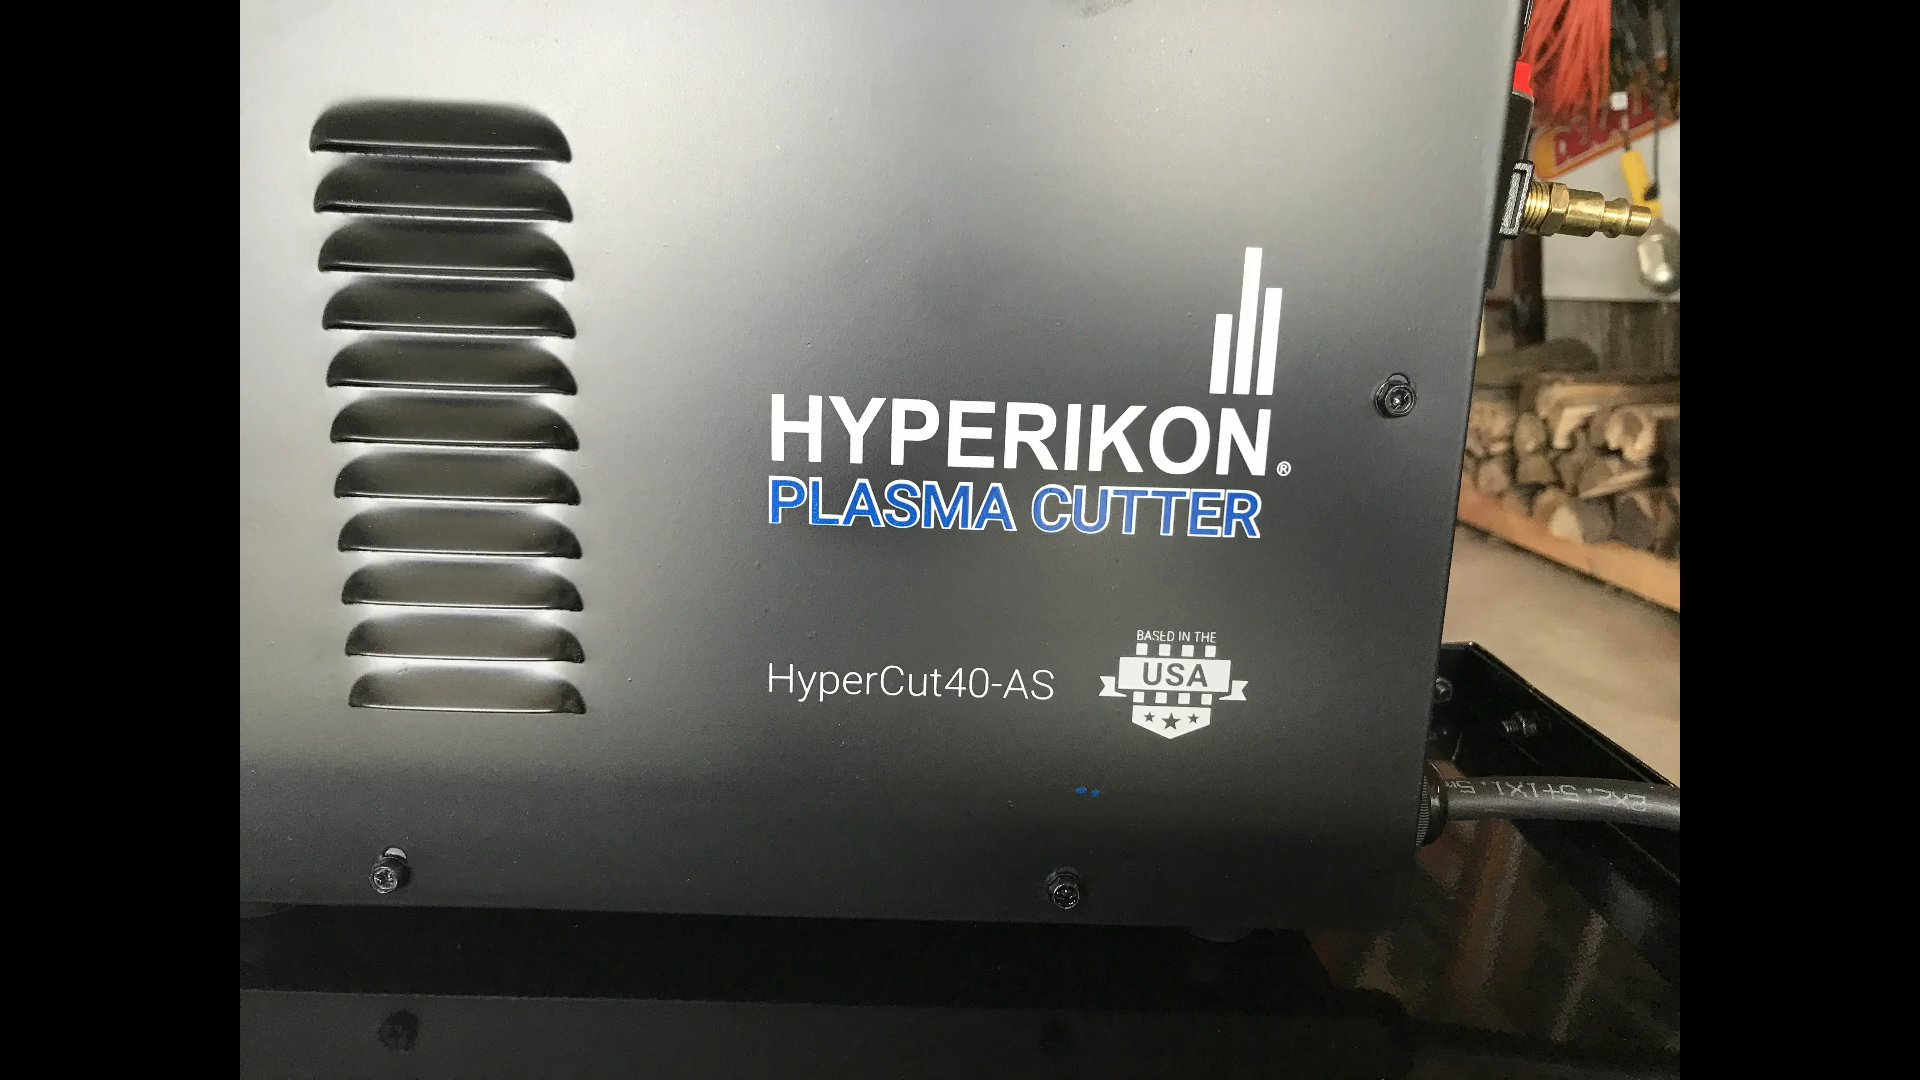 HYPERIKON®
PLASMA CUTTER
HyperCut40-AS
BASED IN THE
USA